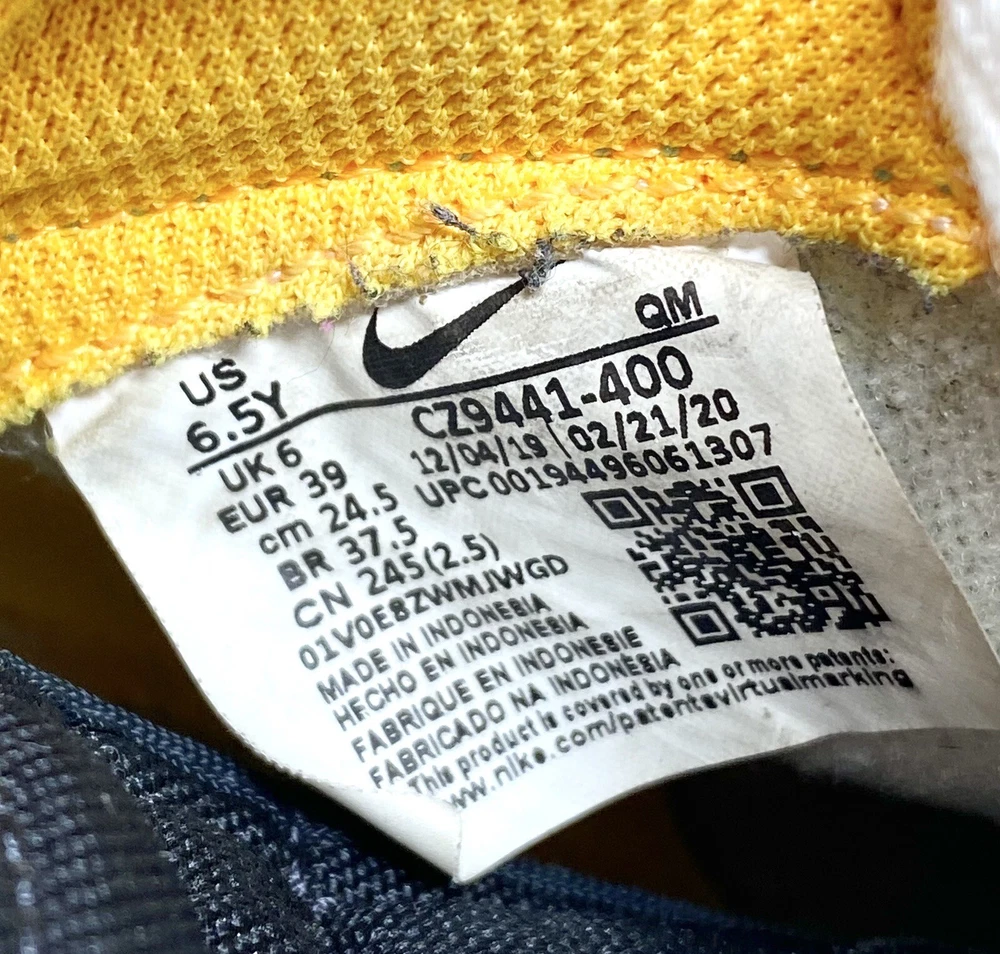 QM
US
6.5Y
UK 6
EUR 39
cm 24.5
BR 37.5
CN 245(2.5)
CZ9441-400
12/04/19 02/21/20
UPC 00194496061307
01V0E8ZWMJWGD
MADE IN INDONESIA
HECHO EN INDONESIA
FABRIQUE EN INDONESIE
FABRICADO NA INDONÉSIA
This product is covered by one or more patents:
www.nike.com/patentsvirtualmarking